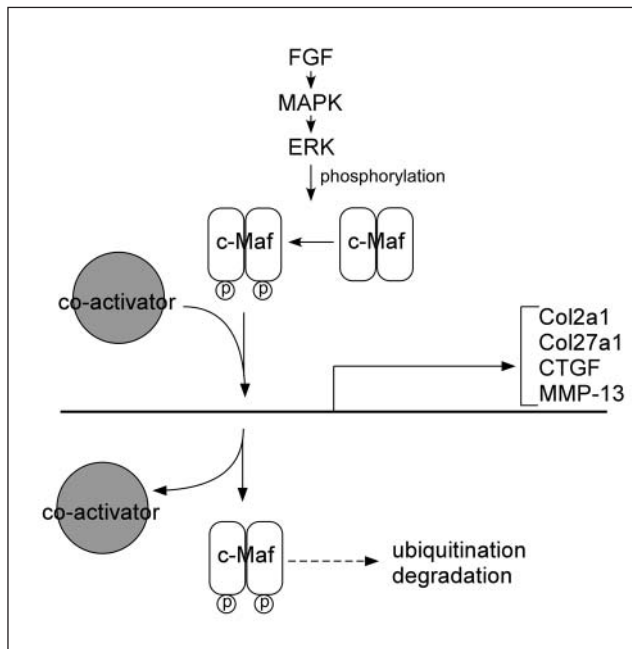 FGF
MAPK
ERK
phosphorylation
c-Maf
c-Maf
p p
co-activator
Col2a1
Col27a1
CTGF
MMP-13
co-activator
c-Maf
p p
ubiquitination
degradation